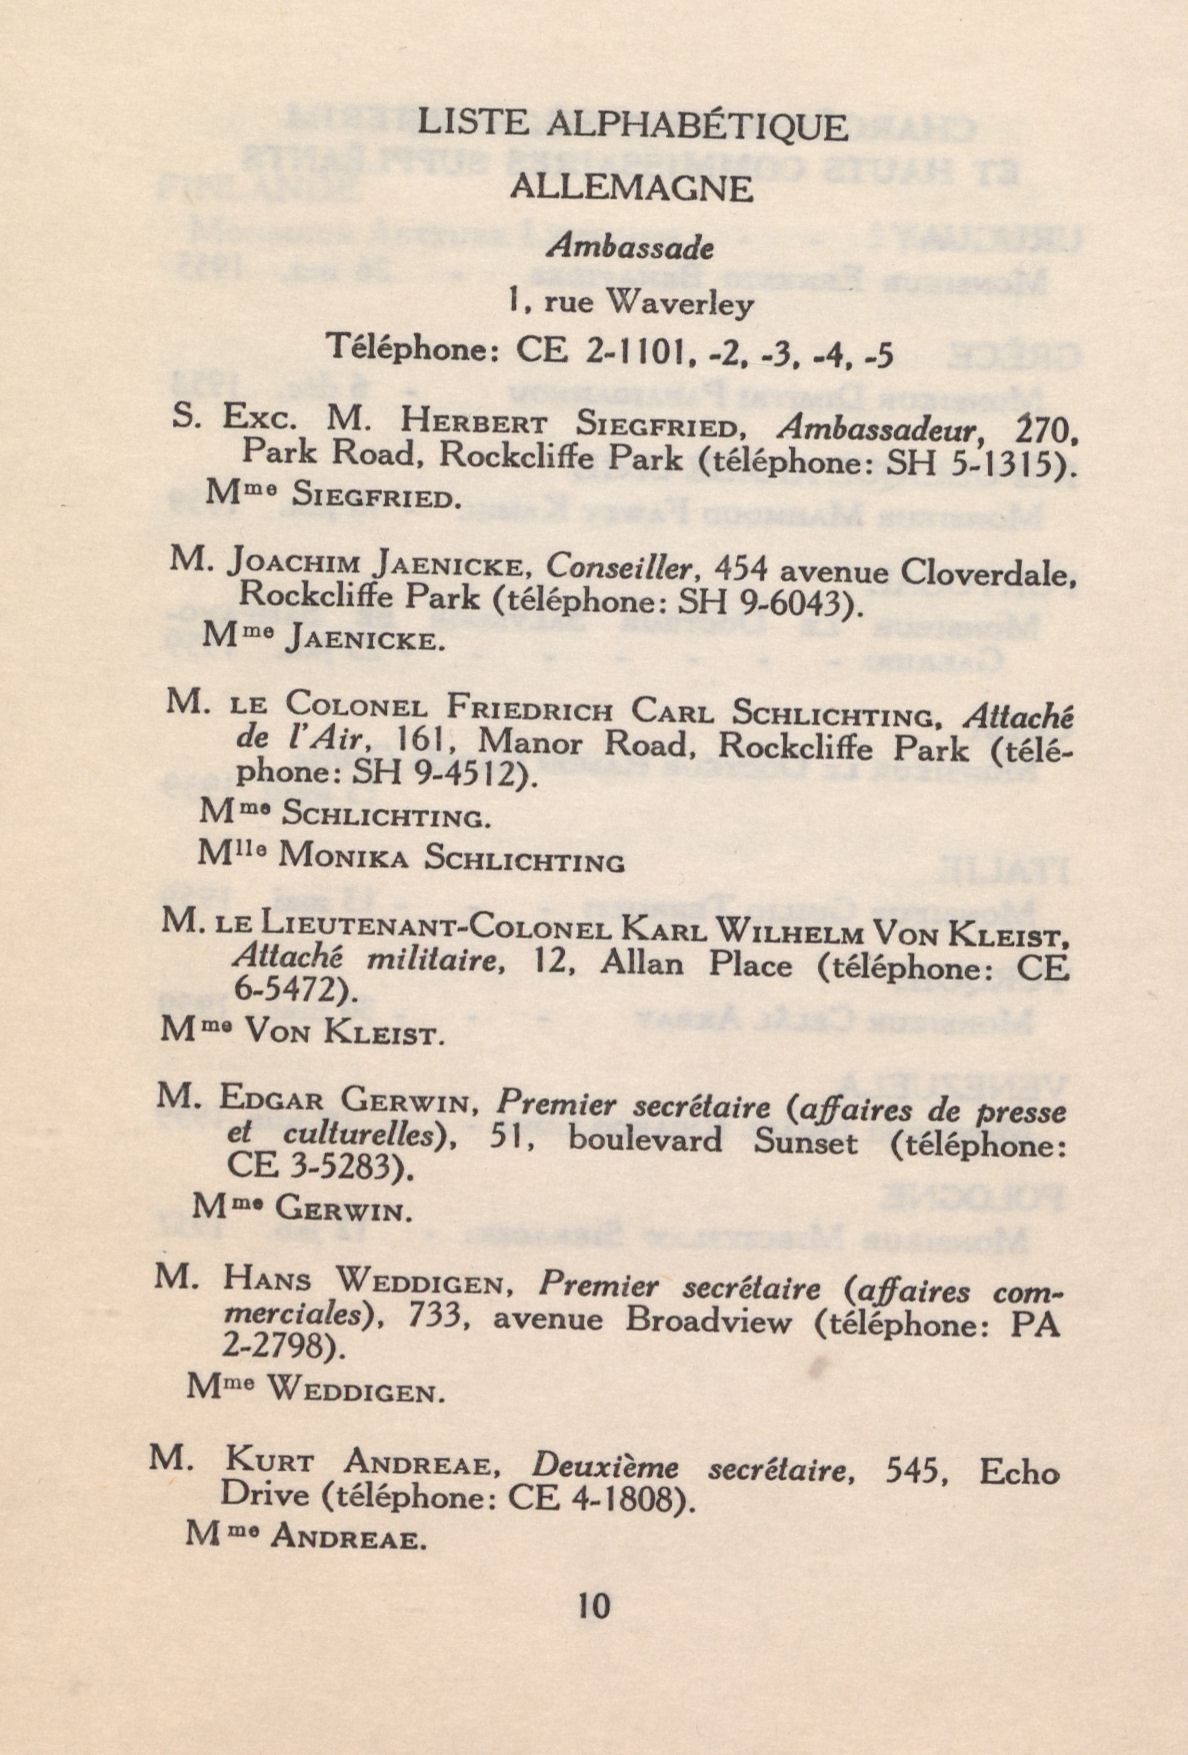 LISTE ALPHABÉTIQUE
ALLEMAGNE
Ambassade
1, rue Waverley
Téléphone: CE 2-1101, -2, -3, -4, -5
S. Exc. M. Herbert Siegfried, Ambassadeur, 270,
Park Road, Rockcliffe Park (téléphone: SH 5-1315).
Mme Siegfried.
M. Joachim Jaenicke, Conseiller, 454 avenue Cloverdale,
Rockcliffe Park (téléphone: SH 9-6043).
Mme Jaenicke.
M. le Colonel Friedrich Carl Schlichting, Attaché
de l'Air, 161, Manor Road, Rockcliffe Park (télé-
phone: SH 9-4512).
Mme Schlichting.
Mlle Monika Schlichting
M. le Lieutenant-Colonel Karl Wilhelm Von Kleist,
Attaché militaire, 12, Allan Place (téléphone: CE
6-5472).
Mme Von Kleist.
M. Edgar Gerwin, Premier secrétaire (affaires de presse
et culturelles), 51, boulevard Sunset (téléphone:
CE 3-5283).
Mme Gerwin.
M. Hans Weddigen, Premier secrétaire (affaires com-
merciales), 733, avenue Broadview (téléphone: PA
2-2798).
Mme Weddigen.
M. Kurt Andreae, Deuxième secrétaire, 545, Echo
Drive (téléphone: CE 4-1808).
Mme Andreae.
10